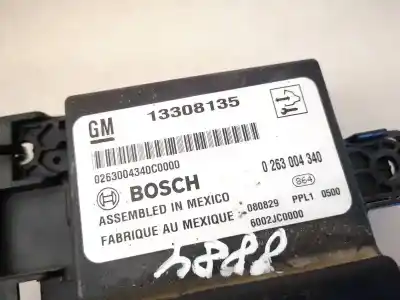 GM 13308135
0263004340C0000
BOSCH 0 263 004 340
ASSEMBLED IN MEXICO 080829 PPL1 0500
FABRIQUE AU MEXIQUE 6002JC0000